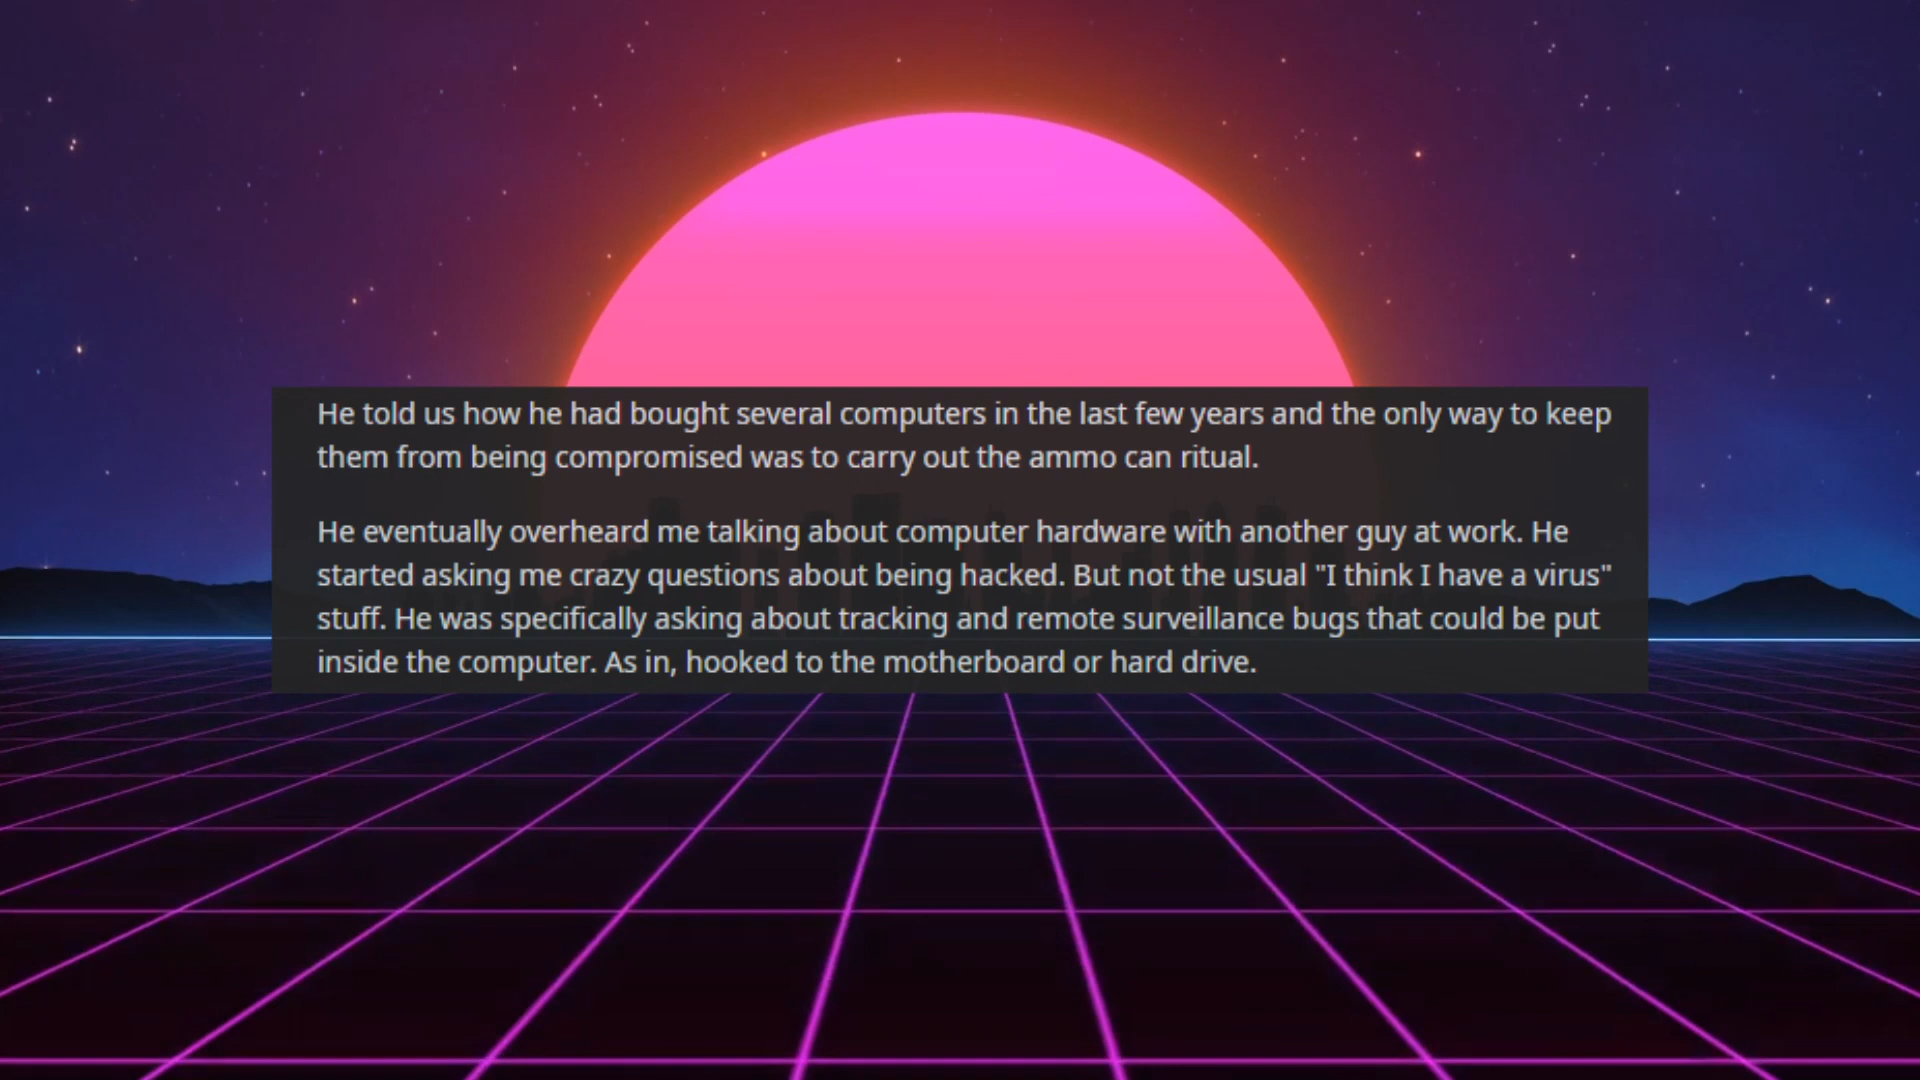 He told us how he had bought several computers in the last few years and the only way to keep
them from being compromised was to carry out the ammo can ritual.
He eventually overheard me talking about computer hardware with another guy at work. He
started asking me crazy questions about being hacked. But not the usual "I think I have a virus"
stuff. He was specifically asking about tracking and remote surveillance bugs that could be put
inside the computer. As in, hooked to the motherboard or hard drive.